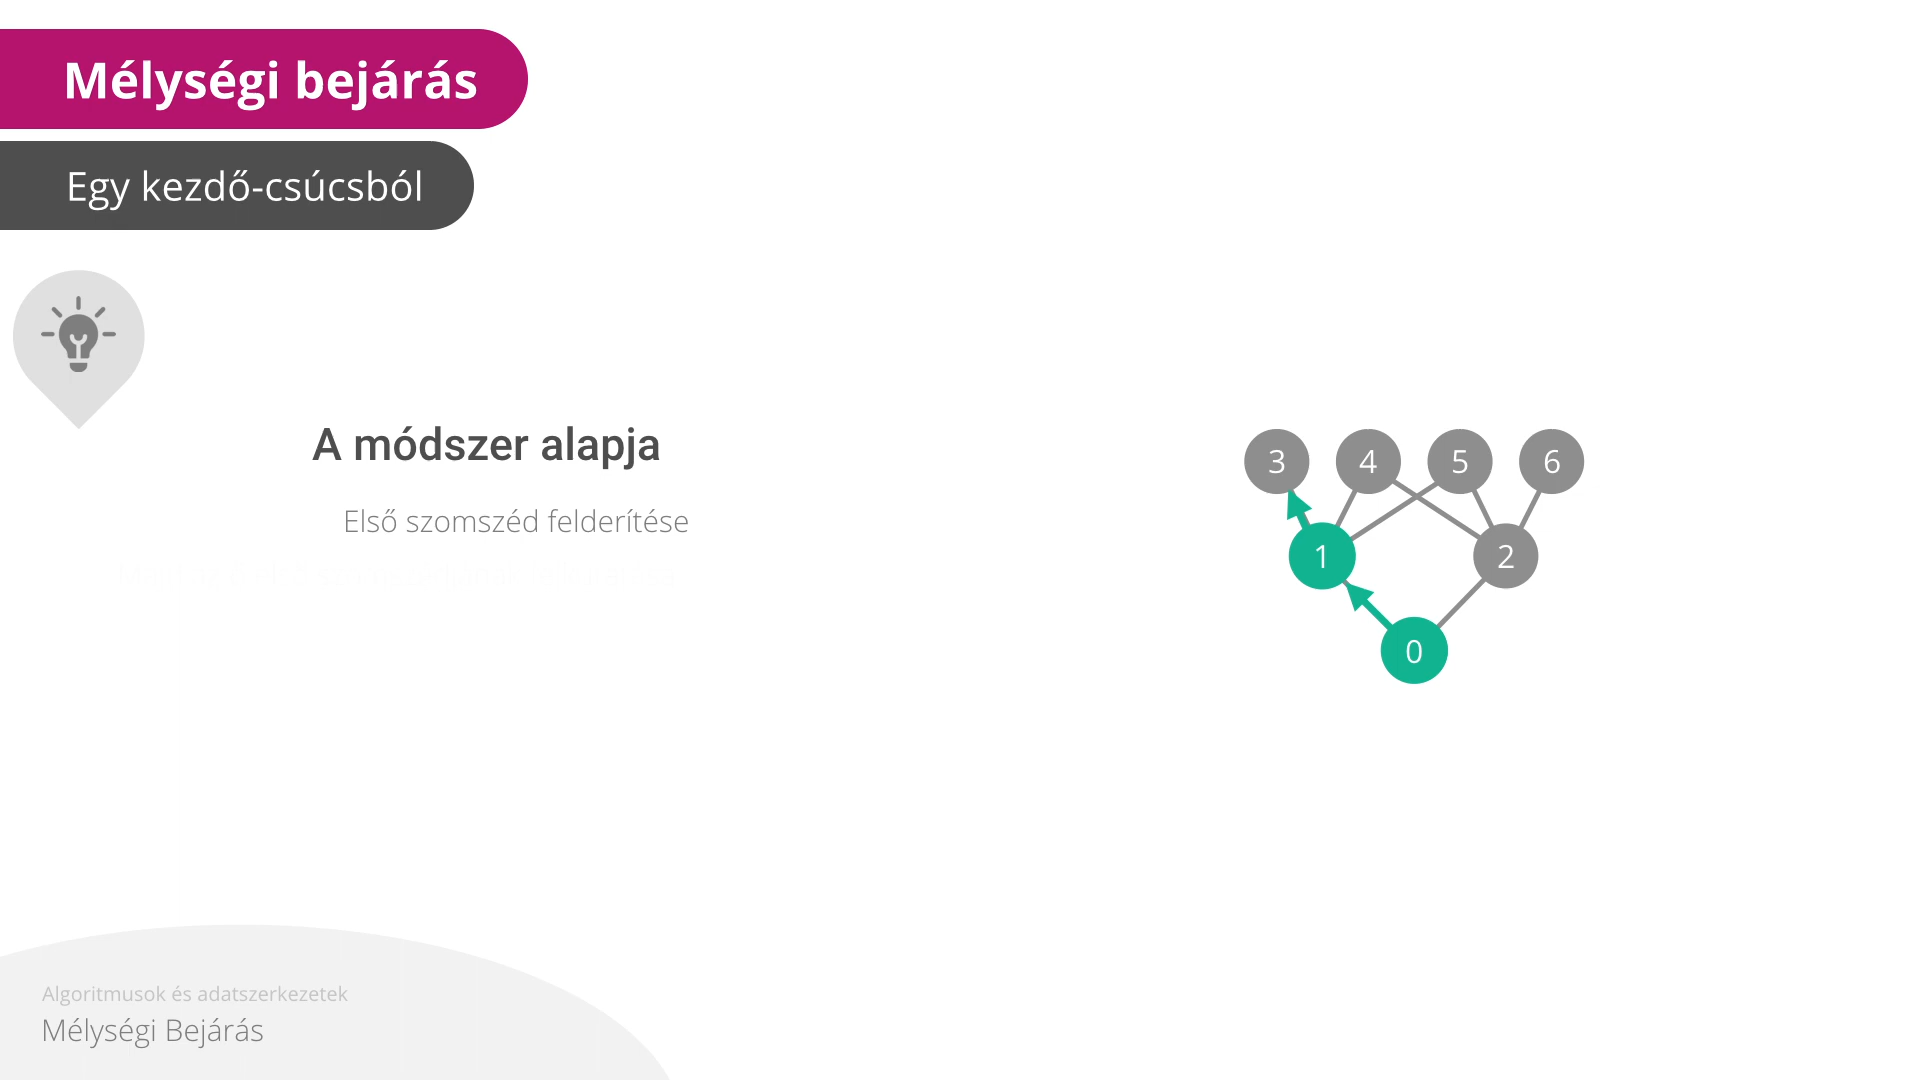 Mélységi bejárás
Egy kezdő-csúcsból
A módszer alapja
Első szomszéd felderítése
3 4 5 6
1 2
0
Algoritmusok és adatszerkezetek
Mélységi Bejárás